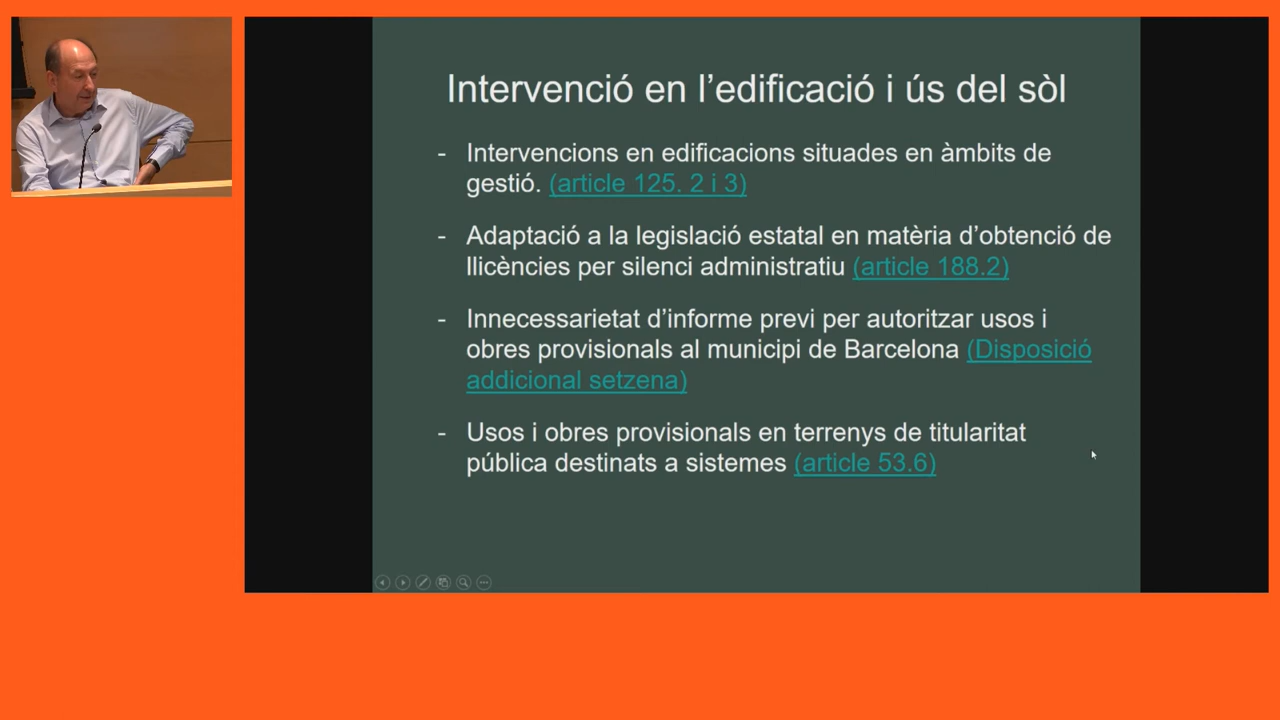 Intervenció en l’edificació i ús del sòl
- Intervencions en edificacions situades en àmbits de
gestió. (article 125. 2 i 3)
- Adaptació a la legislació estatal en matèria d’obtenció de
llicències per silenci administratiu (article 188.2)
- Innecessarietat d’informe previ per autoritzar usos i
obres provisionals al municipi de Barcelona (Disposició
addicional setzena)
- Usos i obres provisionals en terrenys de titularitat
pública destinats a sistemes (article 53.6)